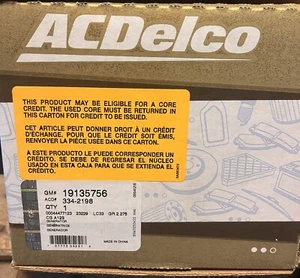 ACDelco
THIS PRODUCT MAY BE ELIGIBLE FOR A CORE
CREDIT. THE USED CORE MUST BE RETURNED IN
THIS CARTON FOR CREDIT TO BE ISSUED.
CET ARTICLE PEUT DONNER DROIT À UN CRÉDIT
D'ÉCHANGE. POUR QUE LE CRÉDIT SOIT ÉMIS,
RENVOYER LA PIÈCE USÉE DANS CE CARTON.
A ESTE PRODUCTO LE PUEDE CORRESPONDER UN
CRÉDITO. SE DEBE DE REGRESAR EL NÚCLEO
USADO EN ESTA CAJA PARA QUE SE EXTIENDA EL
CRÉDITO.
GM# 19135756
ACD# 334-2198
QTY 1
GENERATOR
MADE IN CHINA